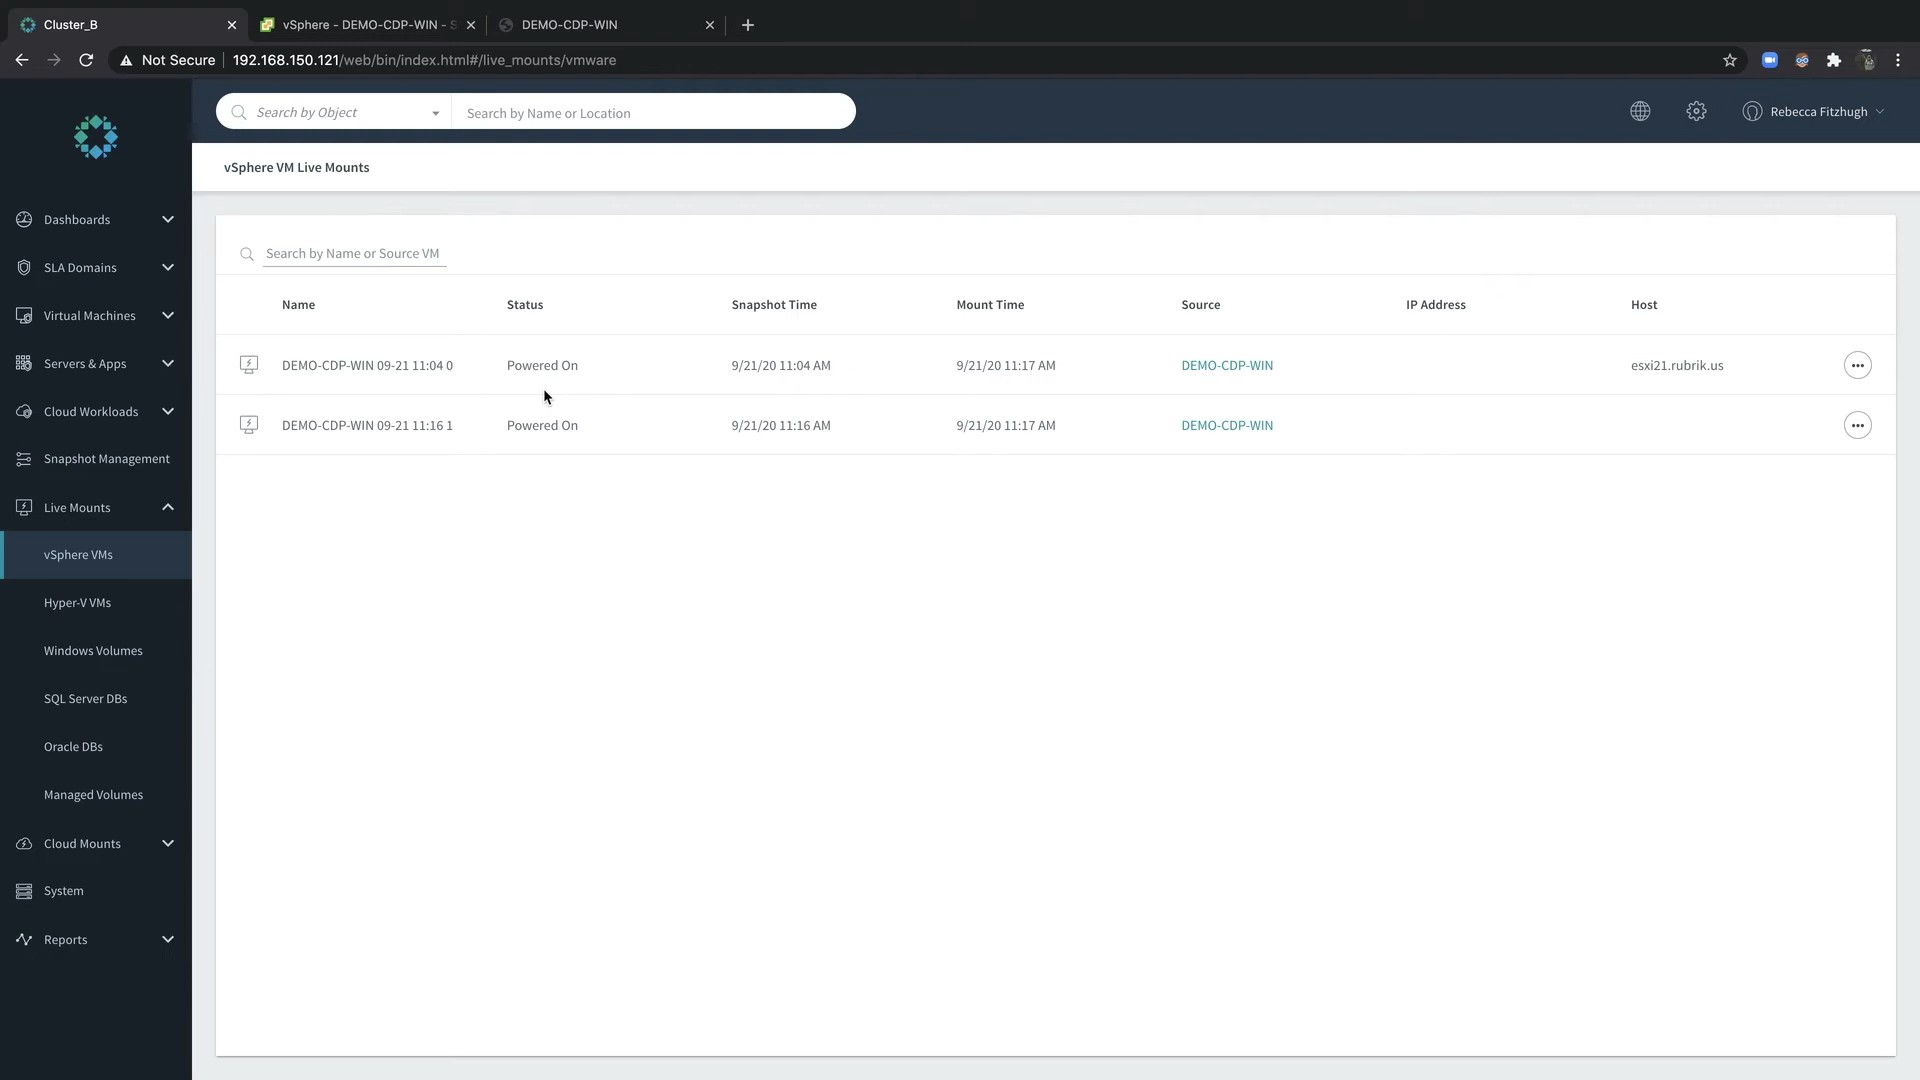 Cluster_B
vSphere - DEMO-CDP-WIN - S
DEMO-CDP-WIN
Not Secure
192.168.150.121/web/bin/index.html#/live_mounts/vmware
Search by Object
Search by Name or Location
Rebecca Fitzhugh
vSphere VM Live Mounts
Dashboards
SLA Domains
Virtual Machines
Servers & Apps
Cloud Workloads
Snapshot Management
Live Mounts
vSphere VMs
Hyper-V VMs
Windows Volumes
SQL Server DBs
Oracle DBs
Managed Volumes
Cloud Mounts
System
Reports
Search by Name or Source VM
Name Status Snapshot Time Mount Time Source IP Address Host
DEMO-CDP-WIN 09-21 11:04 0 Powered On 9/21/20 11:04 AM 9/21/20 11:17 AM DEMO-CDP-WIN esxi21.rubrik.us
DEMO-CDP-WIN 09-21 11:16 1 Powered On 9/21/20 11:16 AM 9/21/20 11:17 AM DEMO-CDP-WIN